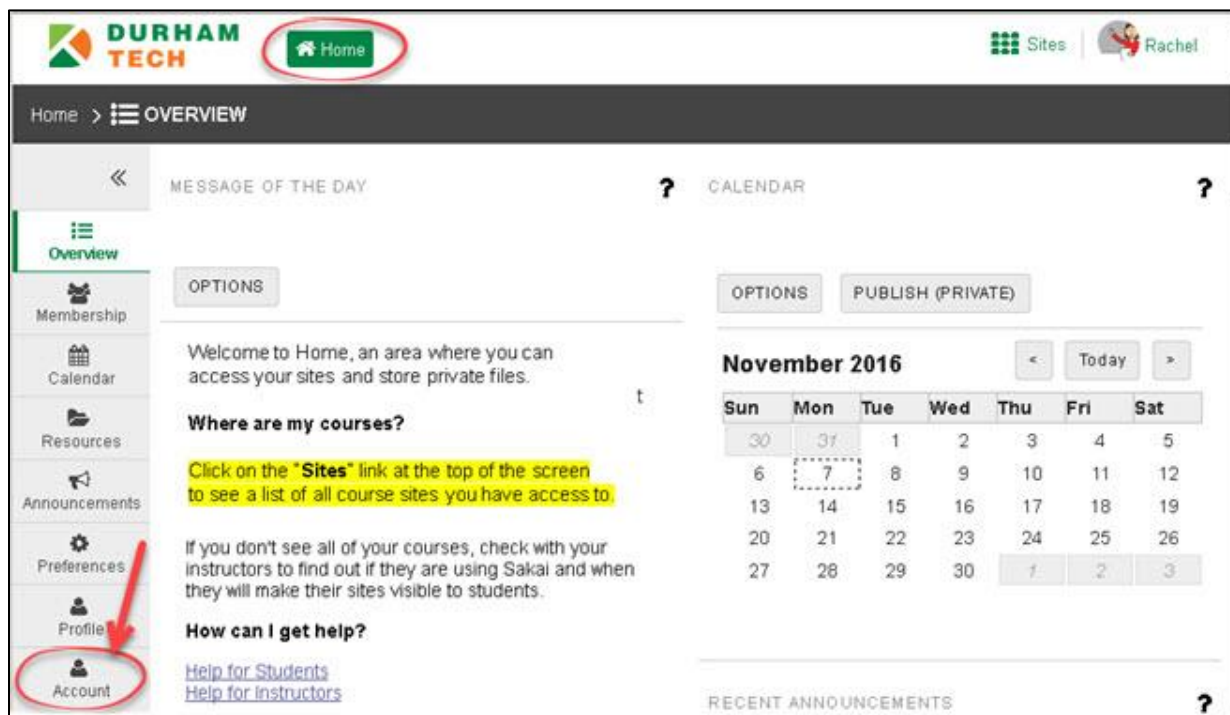 DURHAM
TECH
Home
Sites
Rachel
Home > OVERVIEW
«
Overview
Membership
Calendar
Resources
Announcements
Preferences
Profile
Account
MESSAGE OF THE DAY ?
OPTIONS
Welcome to Home, an area where you can
access your sites and store private files.
t
Where are my courses?
Click on the "Sites" link at the top of the screen
to see a list of all course sites you have access to.
If you don't see all of your courses, check with your
instructors to find out if they are using Sakai and when
they will make their sites visible to students.
How can I get help?
Help for Students
Help for Instructors
CALENDAR ?
OPTIONS PUBLISH (PRIVATE)
November 2016 < Today >
Sun Mon Tue Wed Thu Fri Sat
30 31 1 2 3 4 5
6 7 8 9 10 11 12
13 14 15 16 17 18 19
20 21 22 23 24 25 26
27 28 29 30 1 2 3
RECENT ANNOUNCEMENTS ?